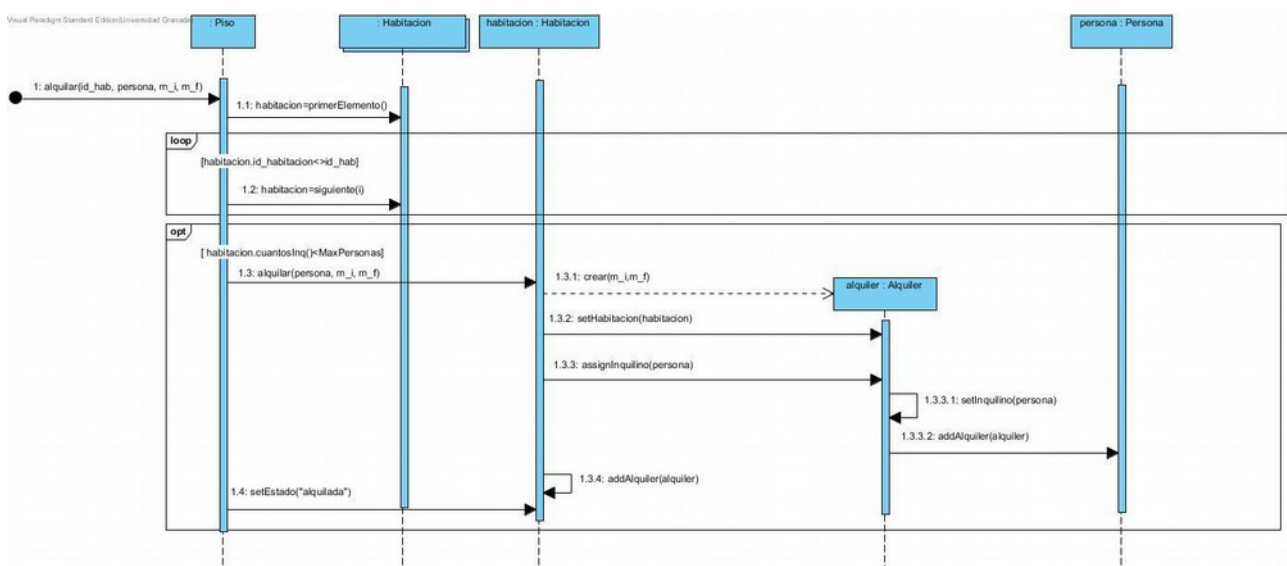 Visual Paradigm Standard Edition(Universidad Granada)
: Piso
: Habitacion
habitacion : Habitacion
persona : Persona
1: alquilar(id_hab, persona, m_i, m_f)
1.1: habitacion=primerElemento()
loop
[habitacion.id_habitacion<>id_hab]
1.2: habitacion=siguiente(i)
opt
[ habitacion.cuantosInq()<MaxPersonas]
1.3: alquilar(persona, m_i, m_f)
1.3.1: crear(m_i,m_f)
alquiler : Alquiler
1.3.2: setHabitacion(habitacion)
1.3.3: assignInquilino(persona)
1.3.3.1: setInquilino(persona)
1.3.3.2: addAlquiler(alquiler)
1.3.4: addAlquiler(alquiler)
1.4: setEstado("alquilada")